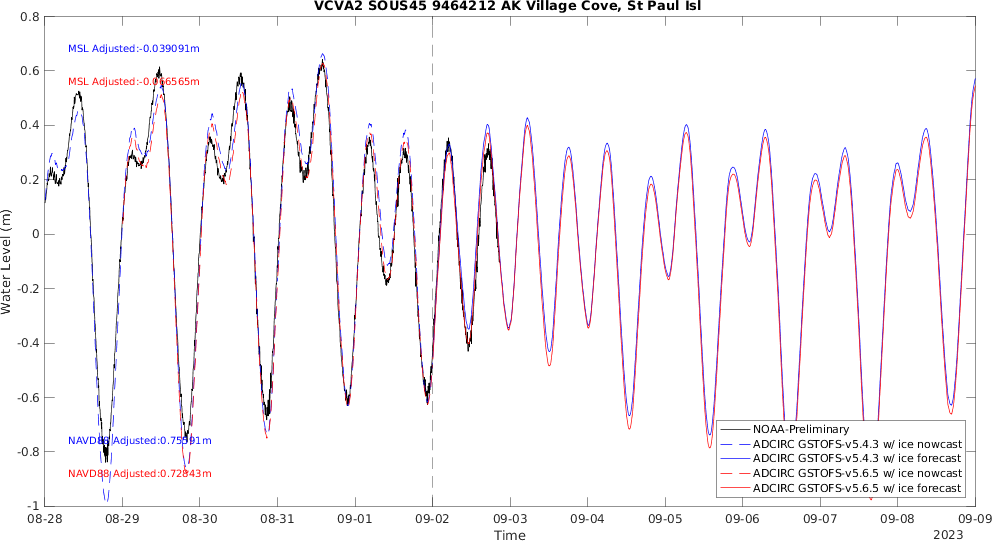 VCVA2 SOUS45 9464212 AK Village Cove, St Paul Isl
0.8
0.6
0.4
0.2
0
-0.2
-0.4
-0.6
-0.8
-1
Water Level (m)
MSL Adjusted:-0.039091m
MSL Adjusted:-0.066565m
NAVD88 Adjusted:0.75591m
NAVD88 Adjusted:0.72843m
NOAA-Preliminary
ADCIRC GSTOFS-v5.4.3 w/ ice nowcast
ADCIRC GSTOFS-v5.4.3 w/ ice forecast
ADCIRC GSTOFS-v5.6.5 w/ ice nowcast
ADCIRC GSTOFS-v5.6.5 w/ ice forecast
08-28 08-29 08-30 08-31 09-01 09-02 09-03 09-04 09-05 09-06 09-07 09-08 09-09
Time
2023